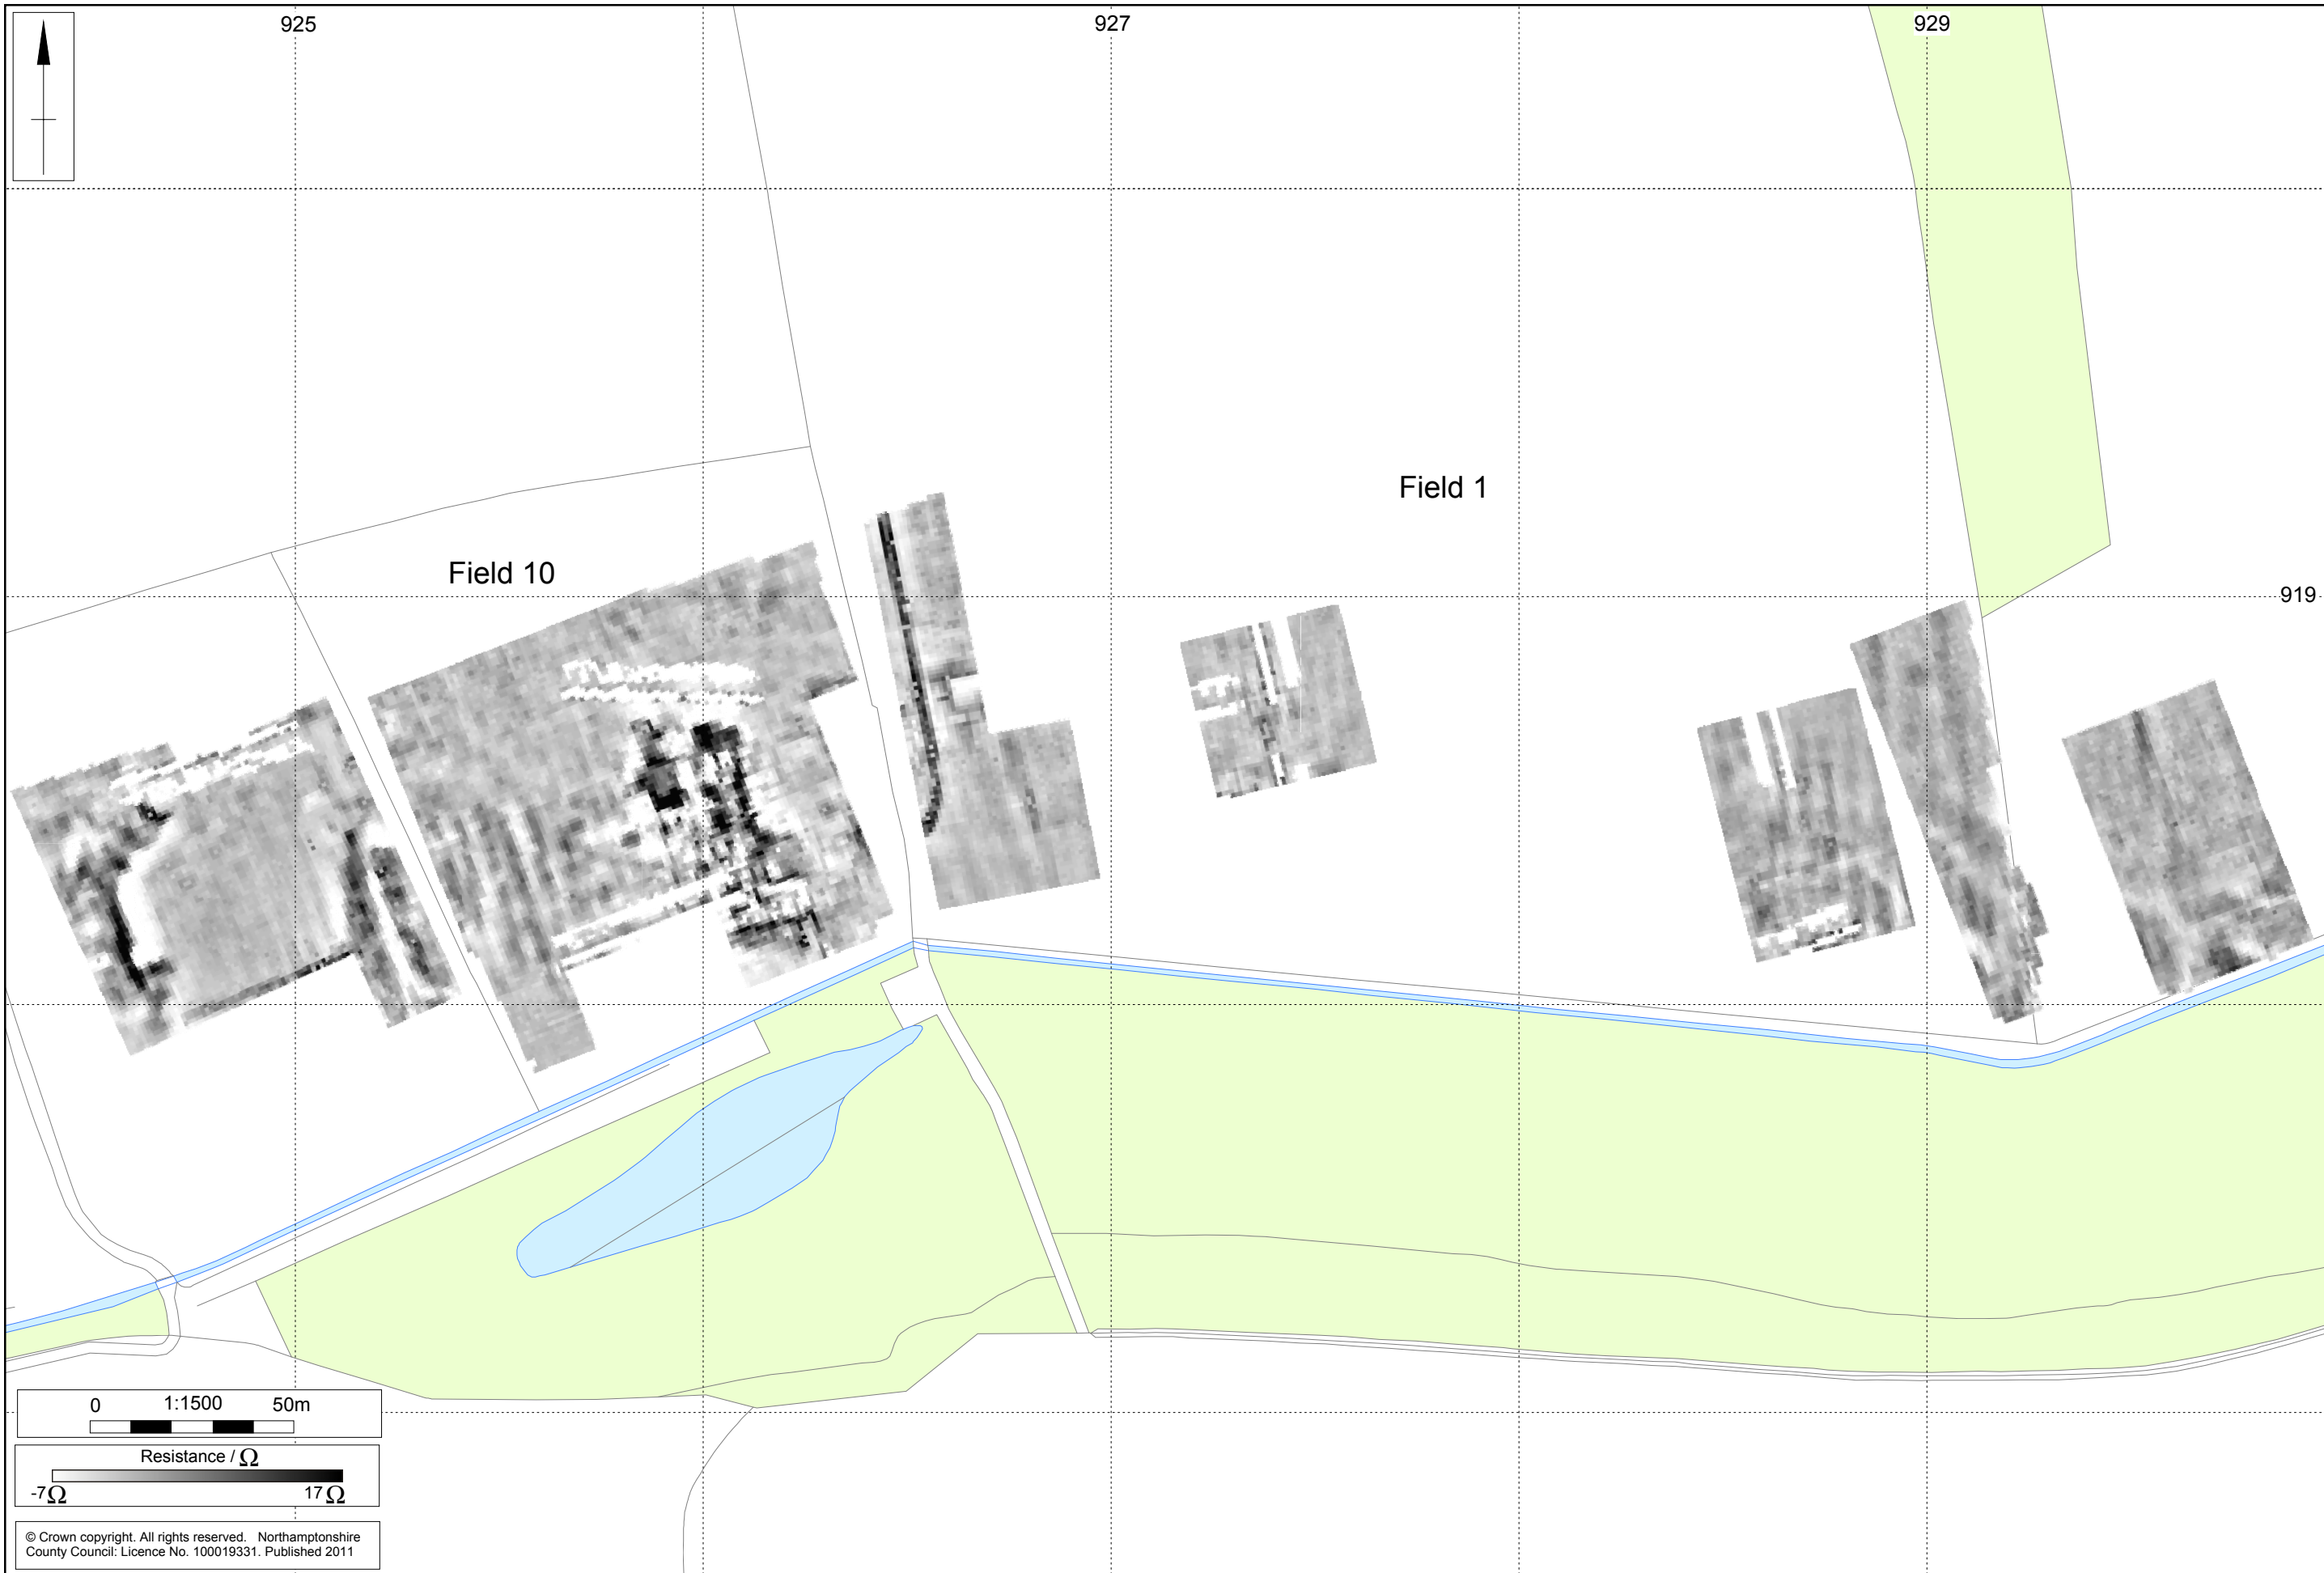 925
927
929
Field 1
Field 10
919
0 1:1500 50m
Resistance / Ω
-7Ω 17Ω
© Crown copyright. All rights reserved. Northamptonshire
County Council: Licence No. 100019331. Published 2011